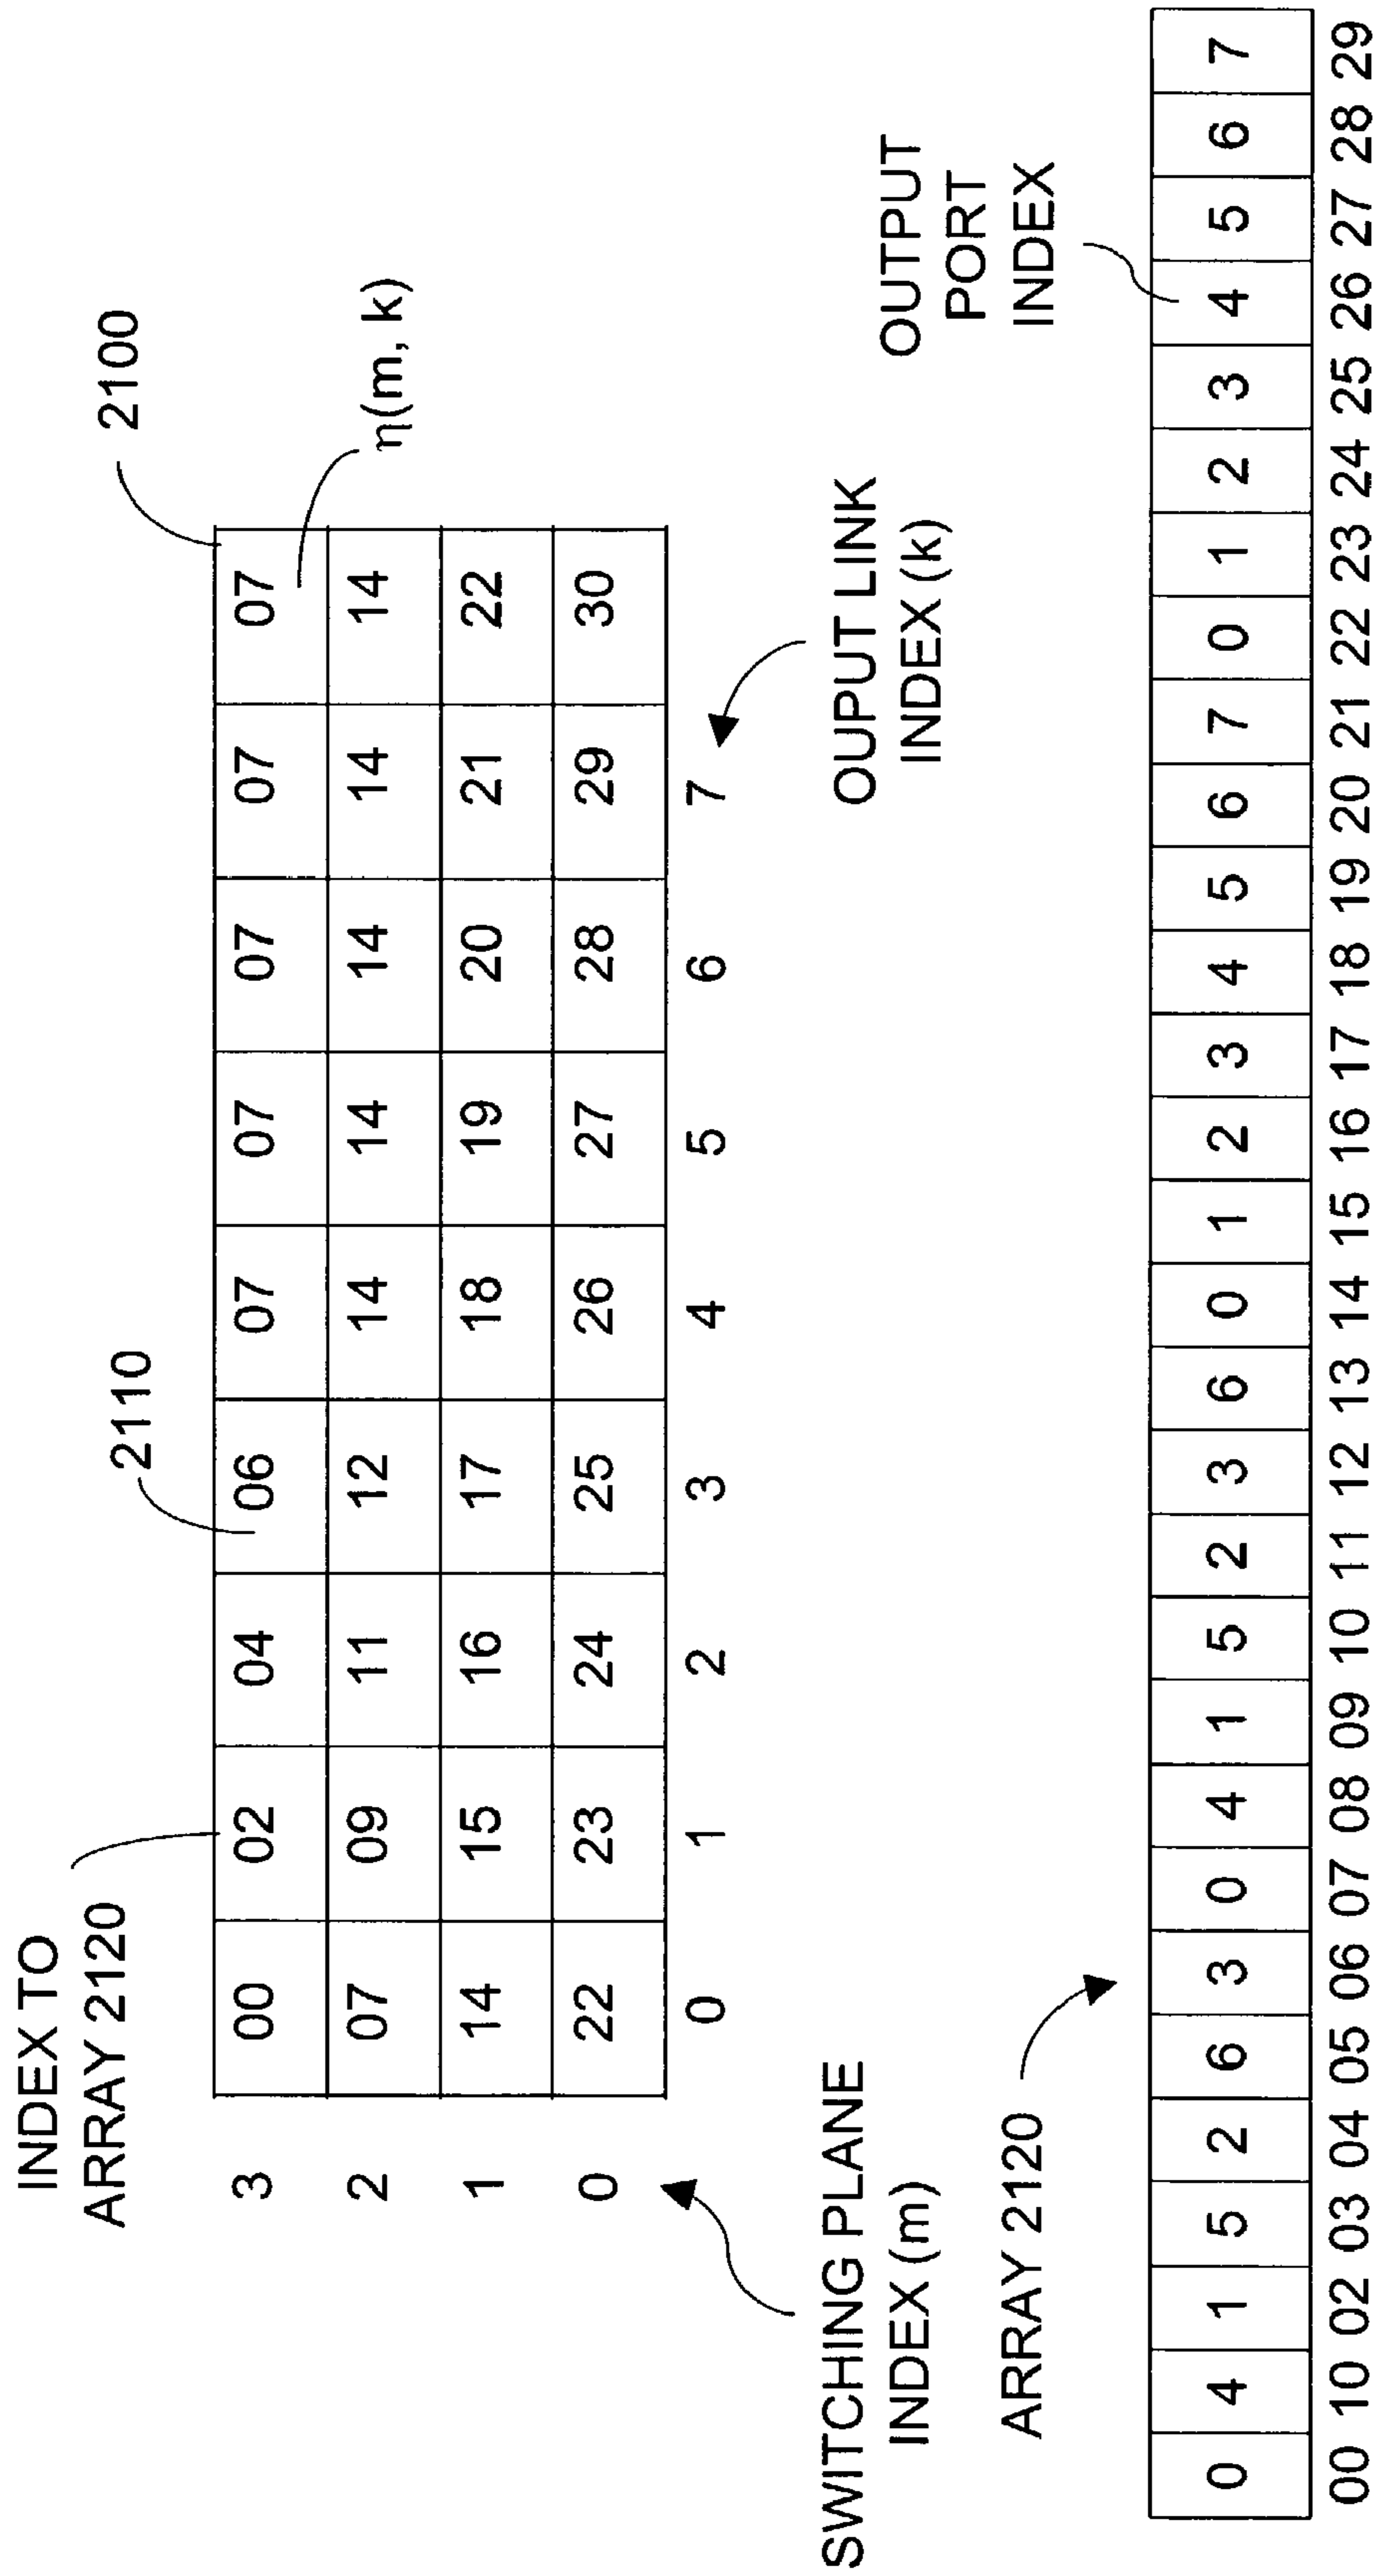 INDEX TO
ARRAY 2120
2110
2100
3 00 02 04 06 07 07 07 07 07
2 07 09 11 12 14 14 14 14 14
1 14 15 16 17 18 19 20 21 22
0 22 23 24 25 26 27 28 29 30
η(m, k)
0 1 2 3 4 5 6 7
SWITCHING PLANE
INDEX (m)
OUPUT LINK
INDEX (k)
ARRAY 2120
OUTPUT
PORT
INDEX
0 4 1 5 2 6 3 0 4 1 5 2 3 6 0 1 2 3 4 5 6 7 0 1 2 3 4 5 6 7
00 10 02 03 04 05 06 07 08 09 10 11 12 13 14 15 16 17 18 19 20 21 22 23 24 25 26 27 28 29